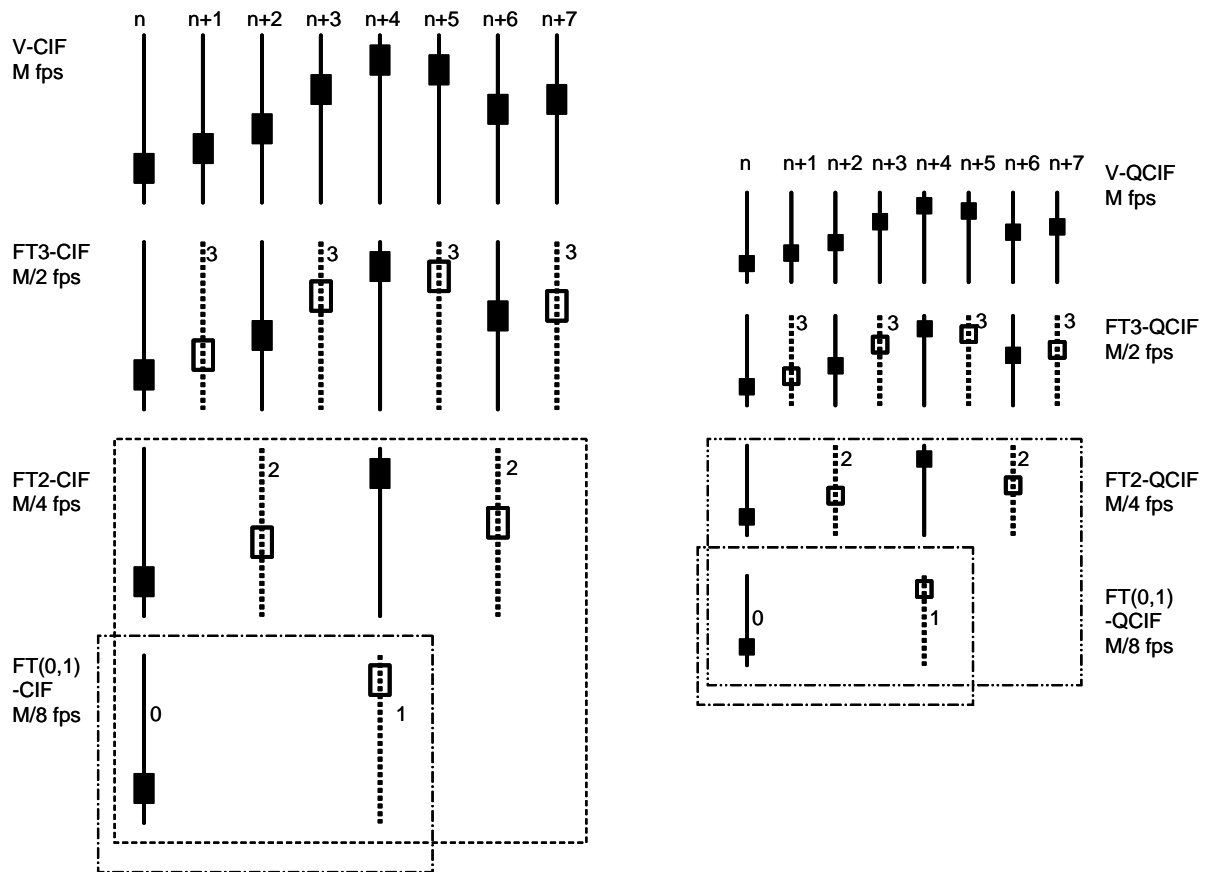 n n+1 n+2 n+3 n+4 n+5 n+6 n+7
V-CIF
M fps
FT3-CIF
M/2 fps
3 3 3 3
FT2-CIF
M/4 fps
2 2
FT(0,1)
-CIF
M/8 fps
0 1
n n+1 n+2 n+3 n+4 n+5 n+6 n+7
V-QCIF
M fps
3 3 3 3
FT3-QCIF
M/2 fps
2 2
FT2-QCIF
M/4 fps
0 1
FT(0,1)
-QCIF
M/8 fps